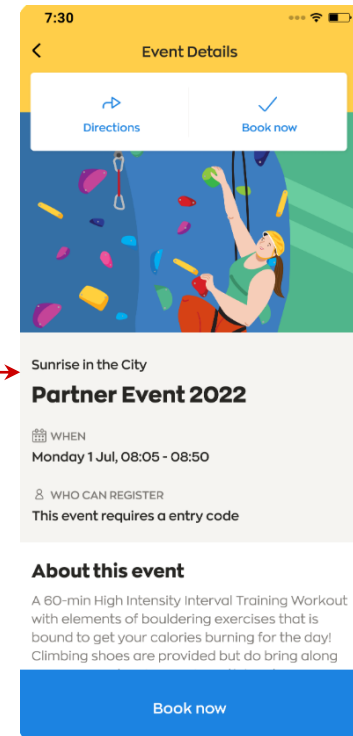 7:30
Event Details
Directions
Book now
Sunrise in the City
Partner Event 2022
WHEN
Monday 1 Jul, 08:05 - 08:50
WHO CAN REGISTER
This event requires a entry code
About this event
A 60-min High Intensity Interval Training Workout
with elements of bouldering exercises that is
bound to get your calories burning for the day!
Climbing shoes are provided but do bring along
Book now